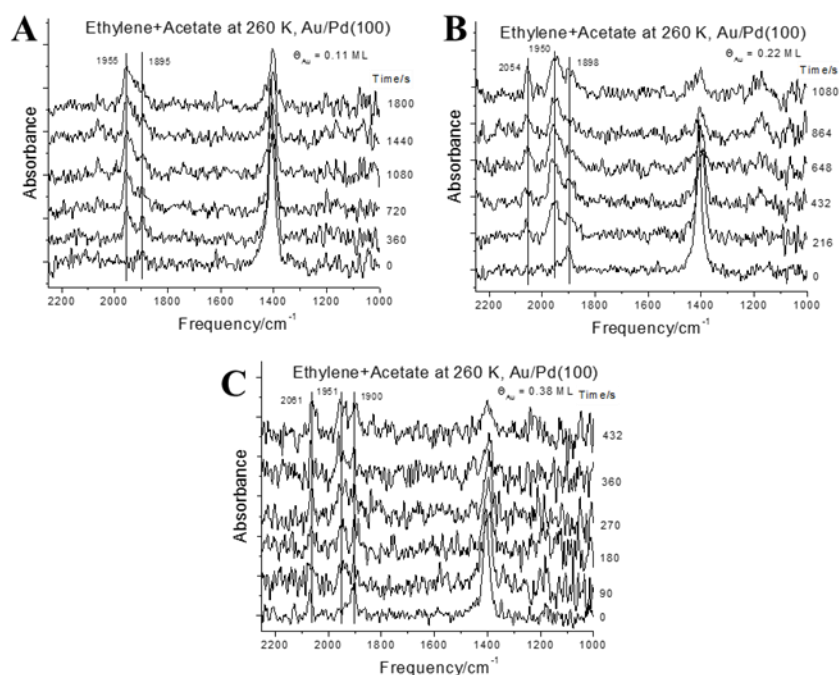 A
Ethylene+Acetate at 260 K, Au/Pd(100)
1955
1895
ΘAu = 0.11 ML
Time/s
1800
1440
1080
720
360
0
Absorbance
2200 2000 1800 1600 1400 1200 1000
Frequency/cm-1
B
Ethylene+Acetate at 260 K, Au/Pd(100)
2054
1950
1898
ΘAu = 0.22 ML
Time/s
1080
864
648
432
216
0
Absorbance
2200 2000 1800 1600 1400 1200 1000
Frequency/cm-1
C
Ethylene+Acetate at 260 K, Au/Pd(100)
2061
1951
1900
ΘAu = 0.38 ML
Time/s
432
360
270
180
90
0
Absorbance
2200 2000 1800 1600 1400 1200 1000
Frequency/cm-1